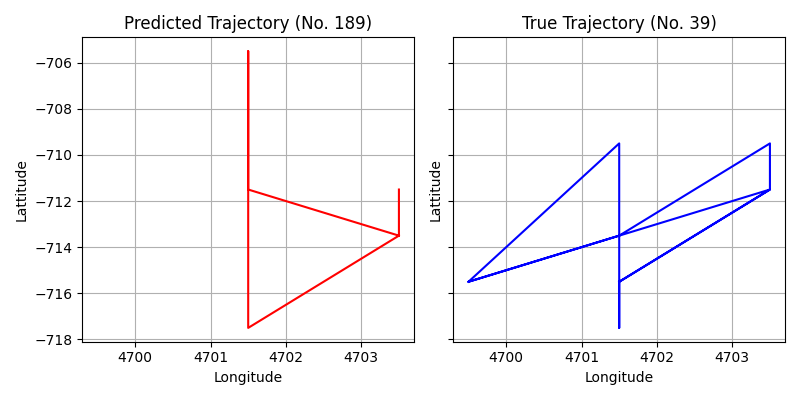 Predicted Trajectory (No. 189)
True Trajectory (No. 39)
−706
−708
−710
−712
−714
−716
−718
Lattitude
Lattitude
4700 4701 4702 4703
4700 4701 4702 4703
Longitude
Longitude